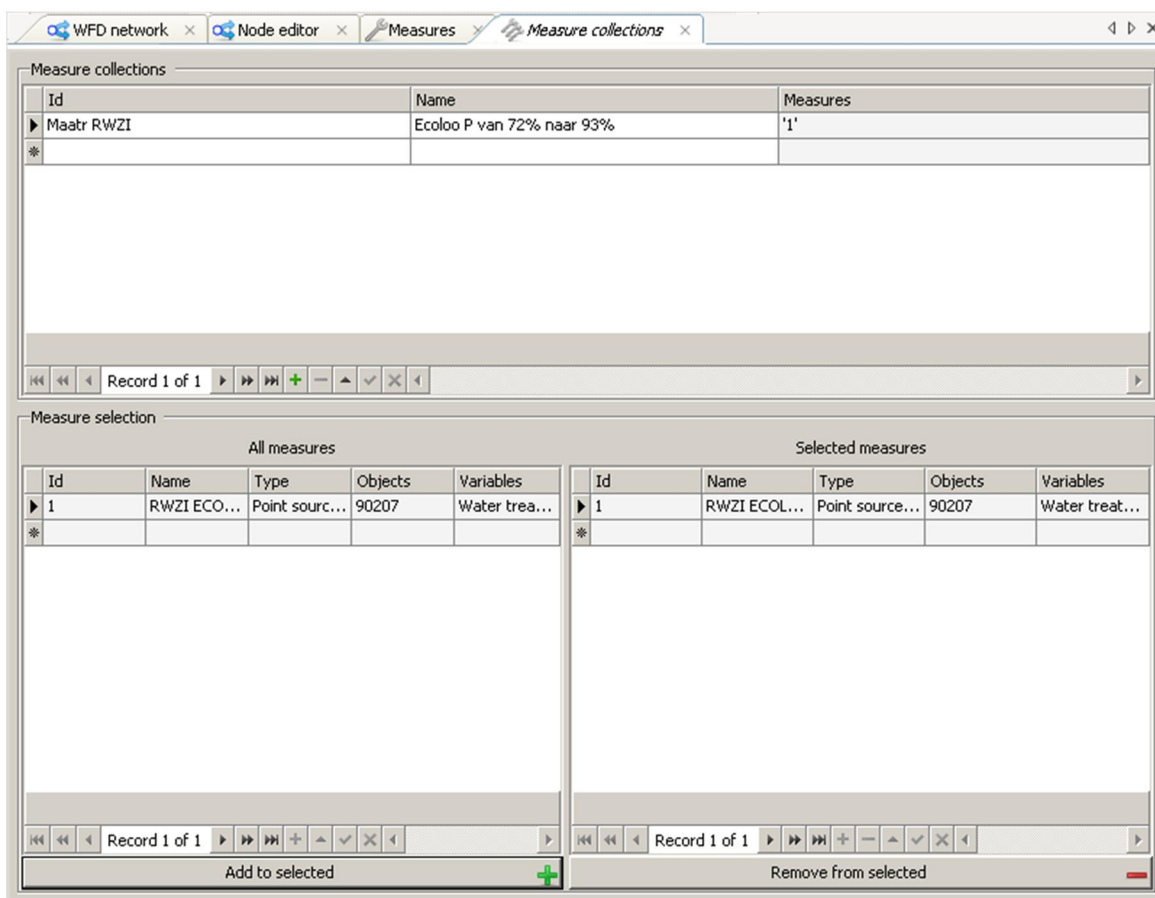 WFD network Node editor Measures Measure collections
Measure collections
Id Name Measures
Maatr RWZI Ecoloo P van 72% naar 93% '1'
Record 1 of 1
Measure selection
All measures Selected measures
Id Name Type Objects Variables Id Name Type Objects Variables
1 RWZI ECO... Point sourc... 90207 Water trea... 1 RWZI ECOL... Point source... 90207 Water treat...
Record 1 of 1 Record 1 of 1
Add to selected Remove from selected